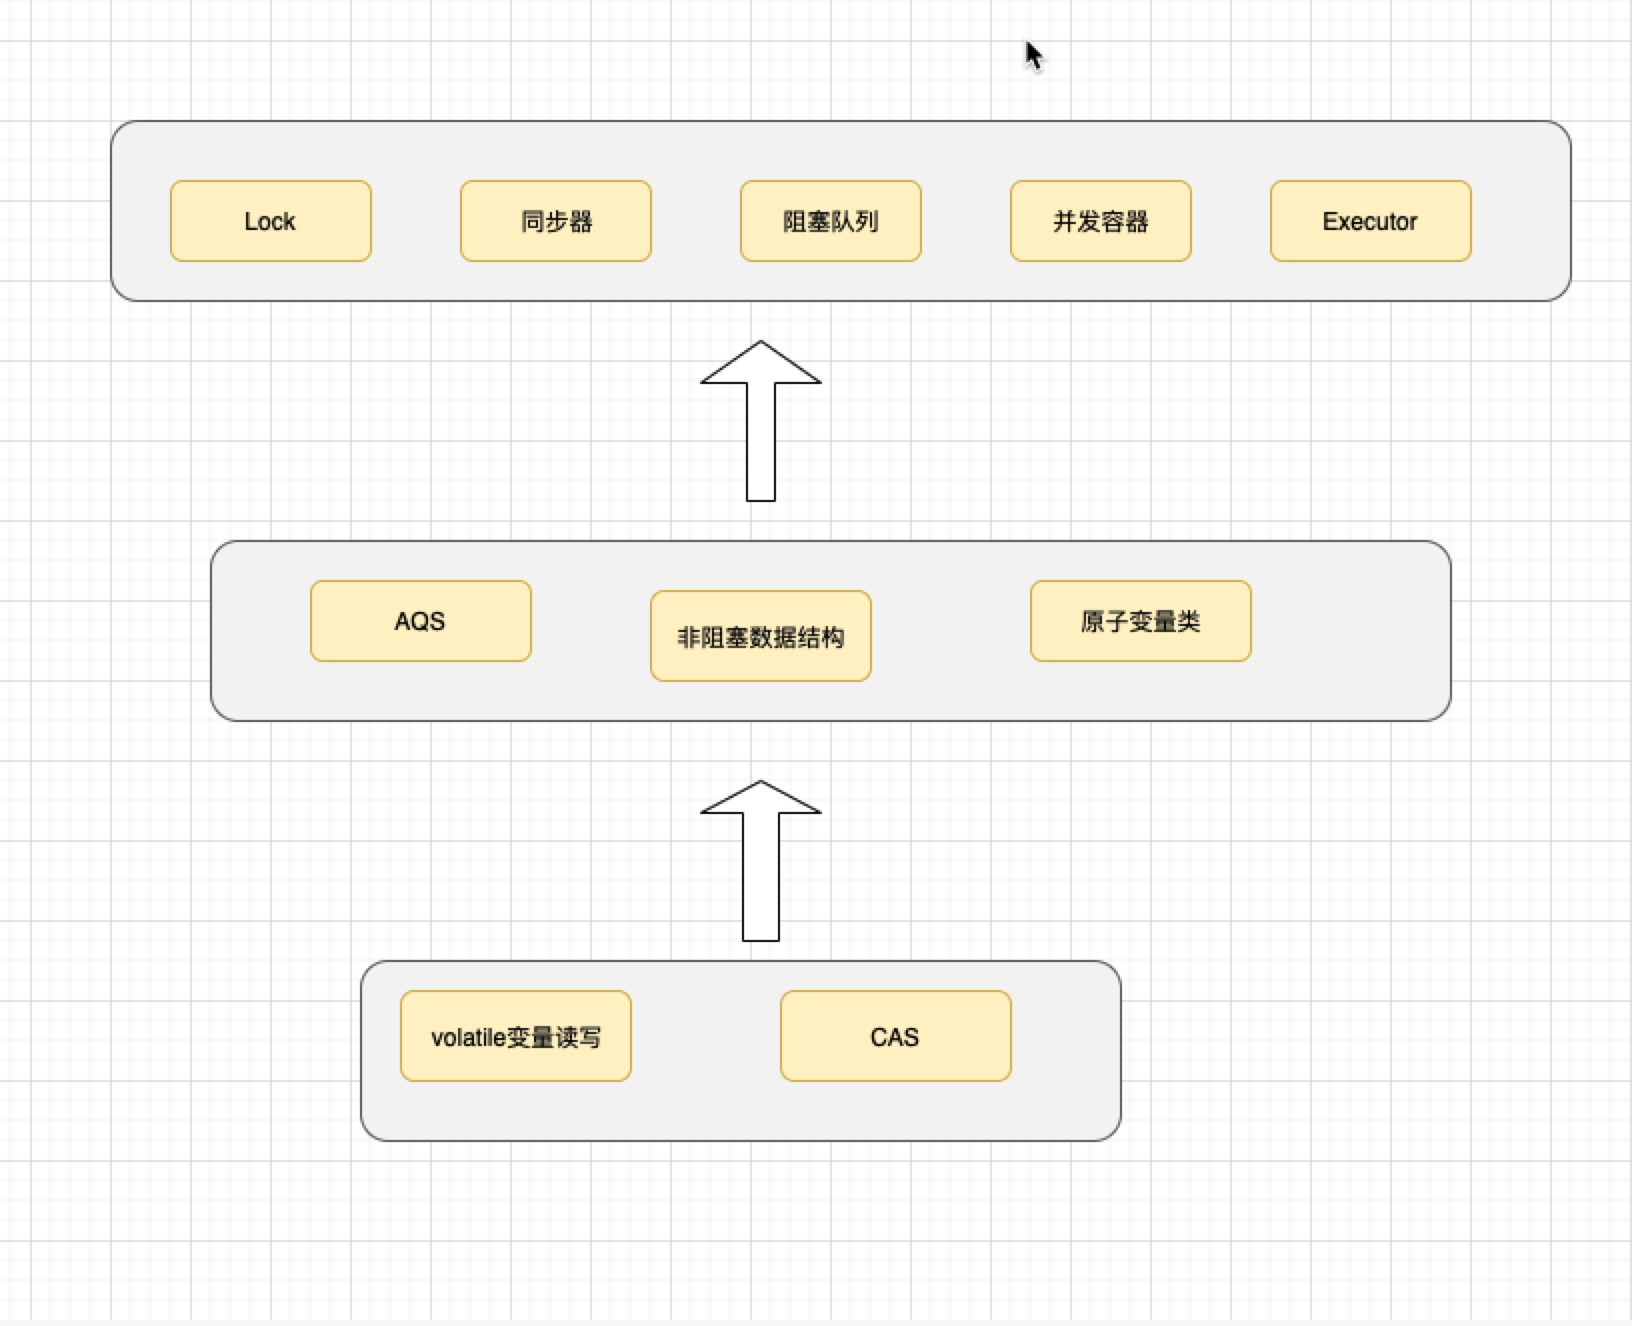 Lock
同步器
阻塞队列
并发容器
Executor
AQS
非阻塞数据结构
原子变量类
volatile变量读写
CAS